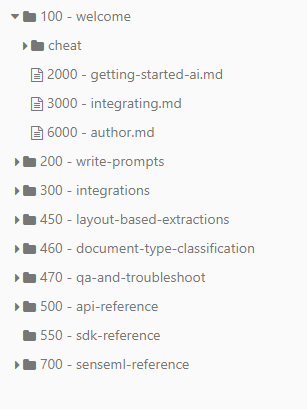 100 - welcome
cheat
2000 - getting-started-ai.md
3000 - integrating.md
6000 - author.md
200 - write-prompts
300 - integrations
450 - layout-based-extractions
460 - document-type-classification
470 - qa-and-troubleshoot
500 - api-reference
550 - sdk-reference
700 - senseml-reference